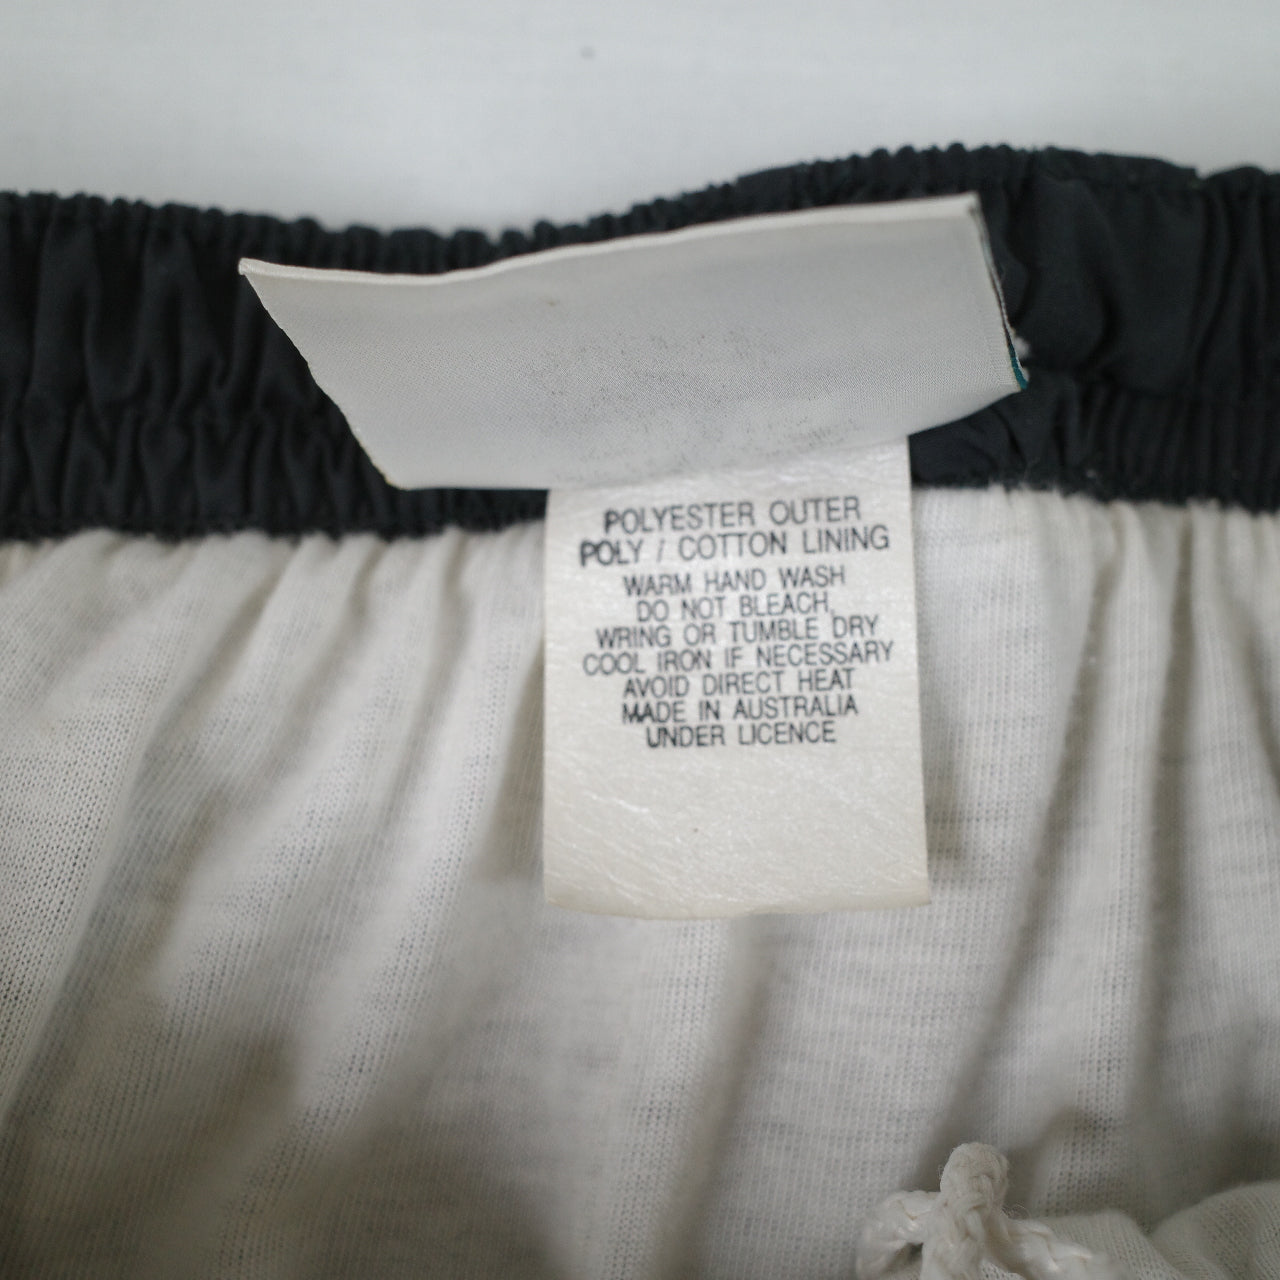 POLYESTER OUTER
POLY / COTTON LINING
WARM HAND WASH
DO NOT BLEACH,
WRING OR TUMBLE DRY
COOL IRON IF NECESSARY
AVOID DIRECT HEAT
MADE IN AUSTRALIA
UNDER LICENCE